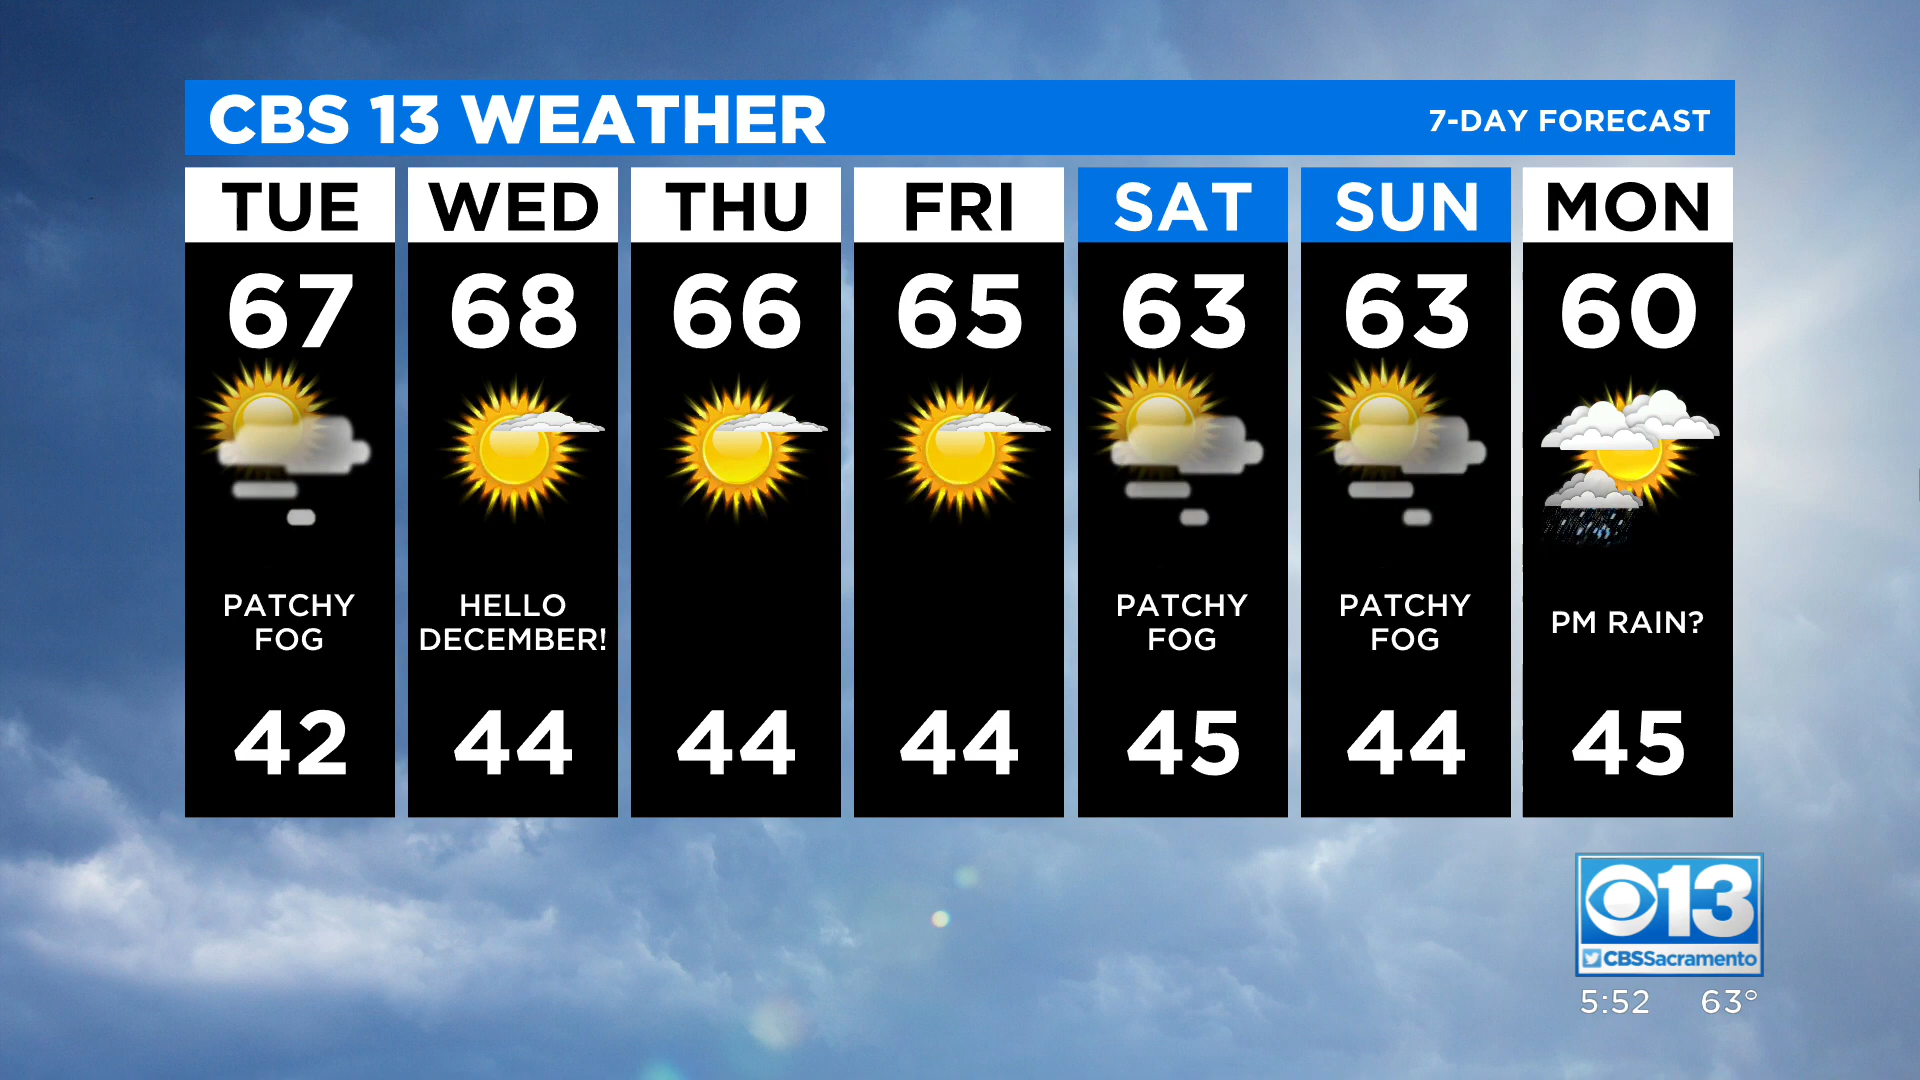 CBS 13 WEATHER
7-DAY FORECAST
TUE WED THU FRI SAT SUN MON
67 68 66 65 63 63 60
PATCHY FOG
HELLO DECEMBER!
PATCHY FOG
PATCHY FOG
PM RAIN?
42 44 44 44 45 44 45
13
CBSSacramento
5:52 63°